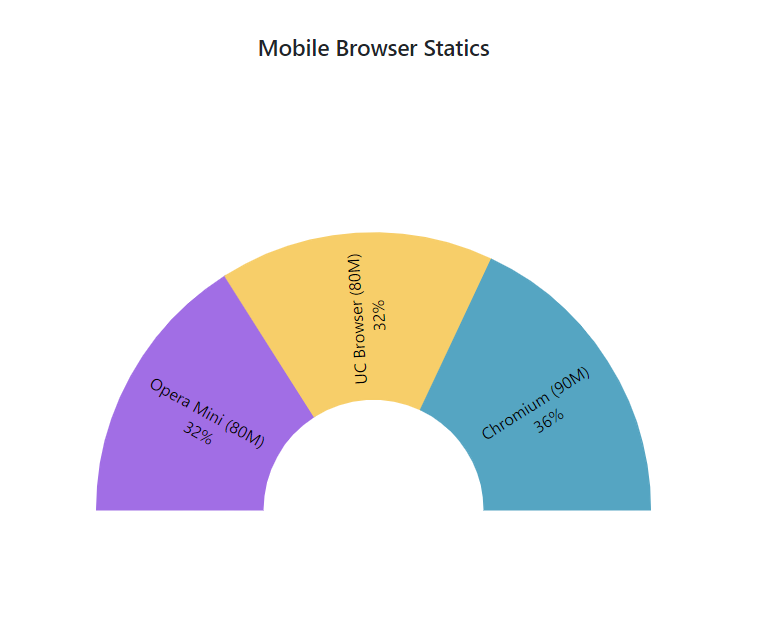 Mobile Browser Statics
Opera Mini (80M)
32%
UC Browser (80M)
32%
Chromium (90M)
36%